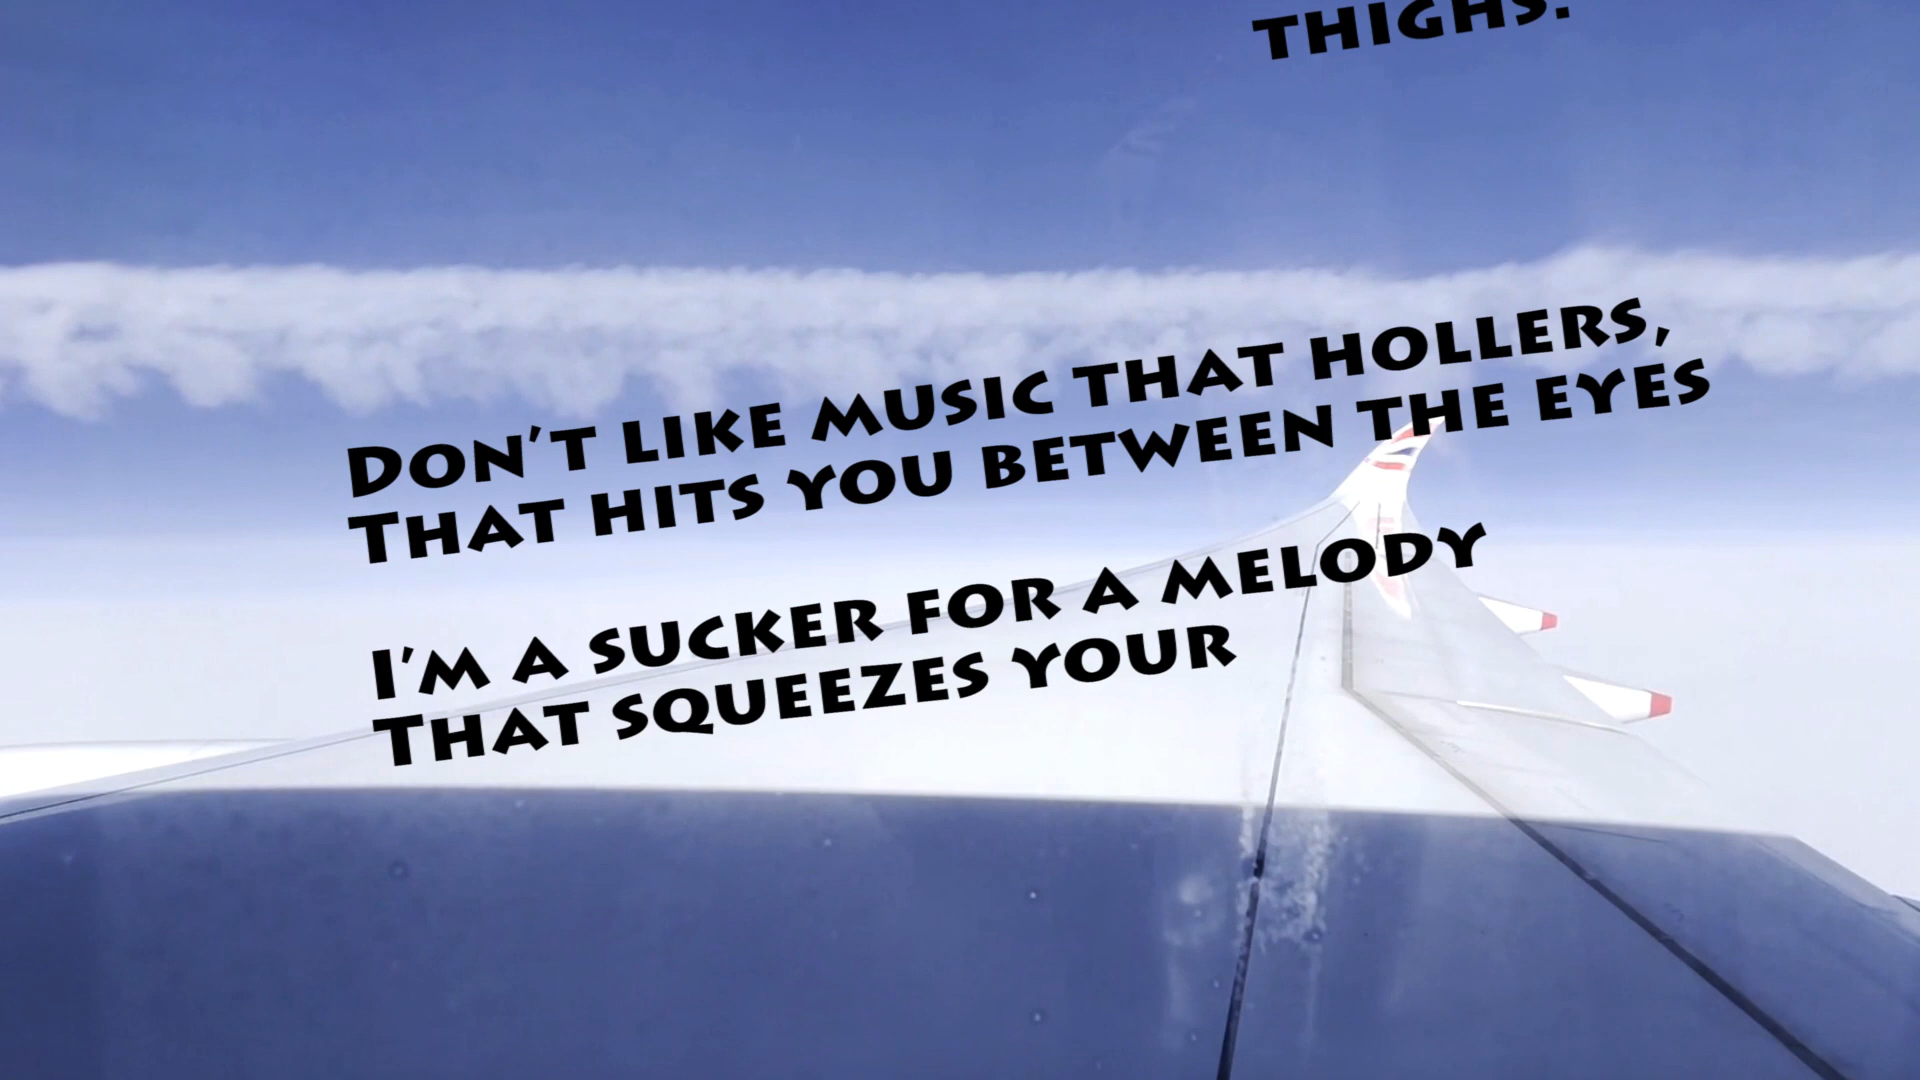 THIGHS.
DON'T LIKE MUSIC THAT HOLLERS,
THAT HITS YOU BETWEEN THE EYES
I'M A SUCKER FOR A MELODY
THAT SQUEEZES YOUR